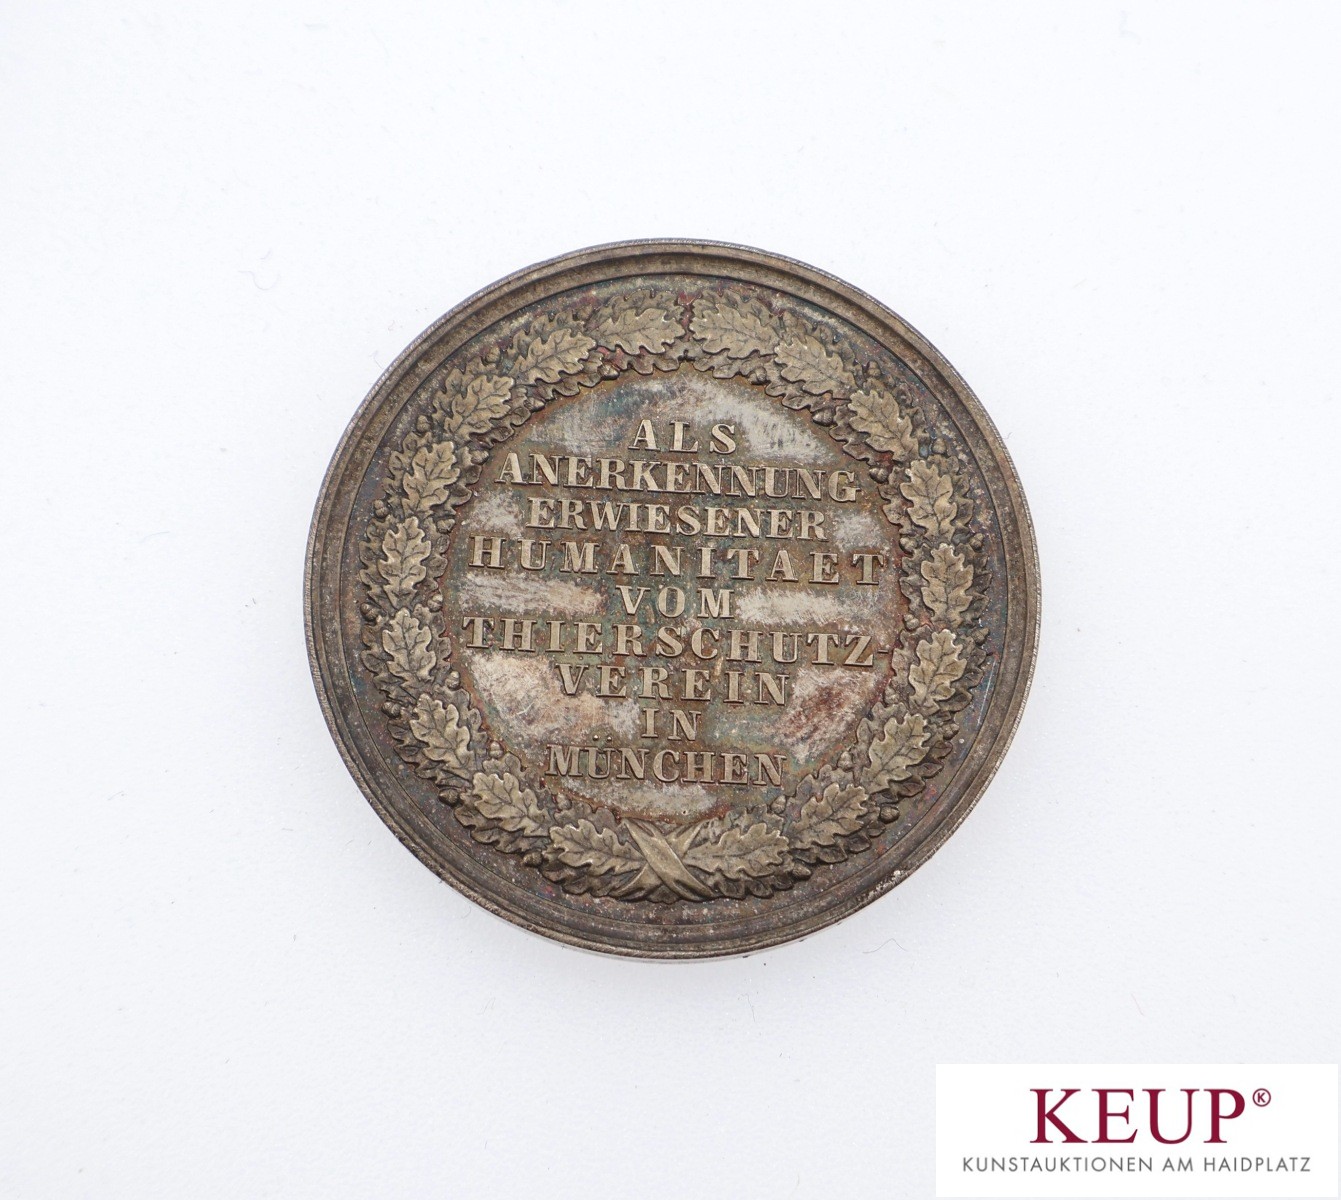 ALS
ANERKENNUNG
ERWIESENER
HUMANITAET
VOM
THIERSCHUTZ-
VEREIN
IN
MÜNCHEN
KEUP®
KUNSTAUKTIONEN AM HAIDPLATZ